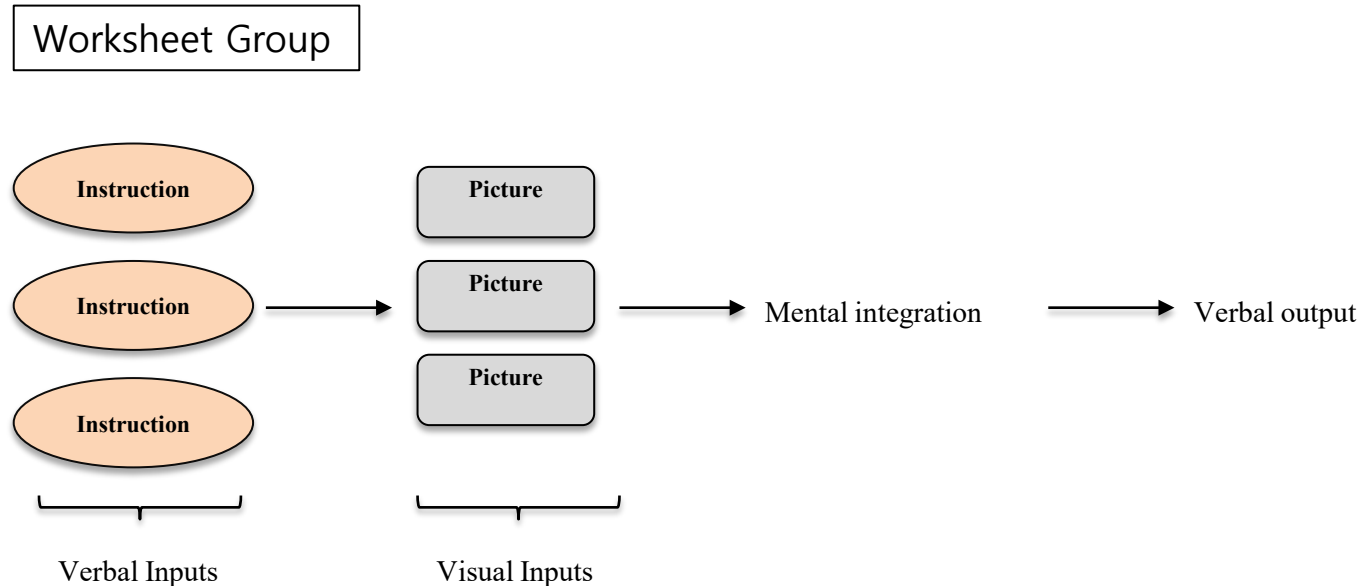 Worksheet Group
Instruction
Picture
Instruction
Picture
Mental integration
Verbal output
Instruction
Picture
Verbal Inputs
Visual Inputs